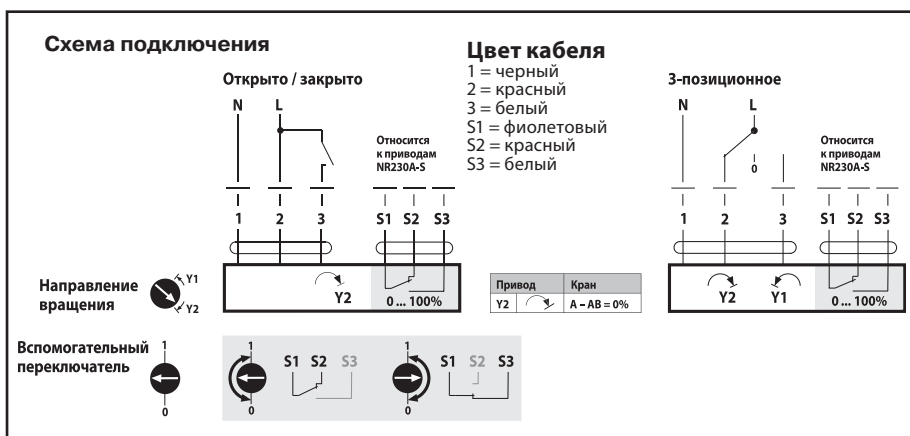 Схема подключения
Открыто / закрыто
N L
Относится
к приводам
NR230A-S
1 2 3 S1 S2 S3
Y2 0 ... 100%
Цвет кабеля
1 = черный
2 = красный
3 = белый
S1 = фиолетовый
S2 = красный
S3 = белый
3-позиционное
N L
0
Относится
к приводам
NR230A-S
1 2 3 S1 S2 S3
Y2 Y1 0 ... 100%
Направление
вращения
Y1
Y2
Привод Кран
Y2 A – AB = 0%
Вспомогательный
переключатель
1
0
1
0
S1 S2 S3
1
0
S1 S2 S3